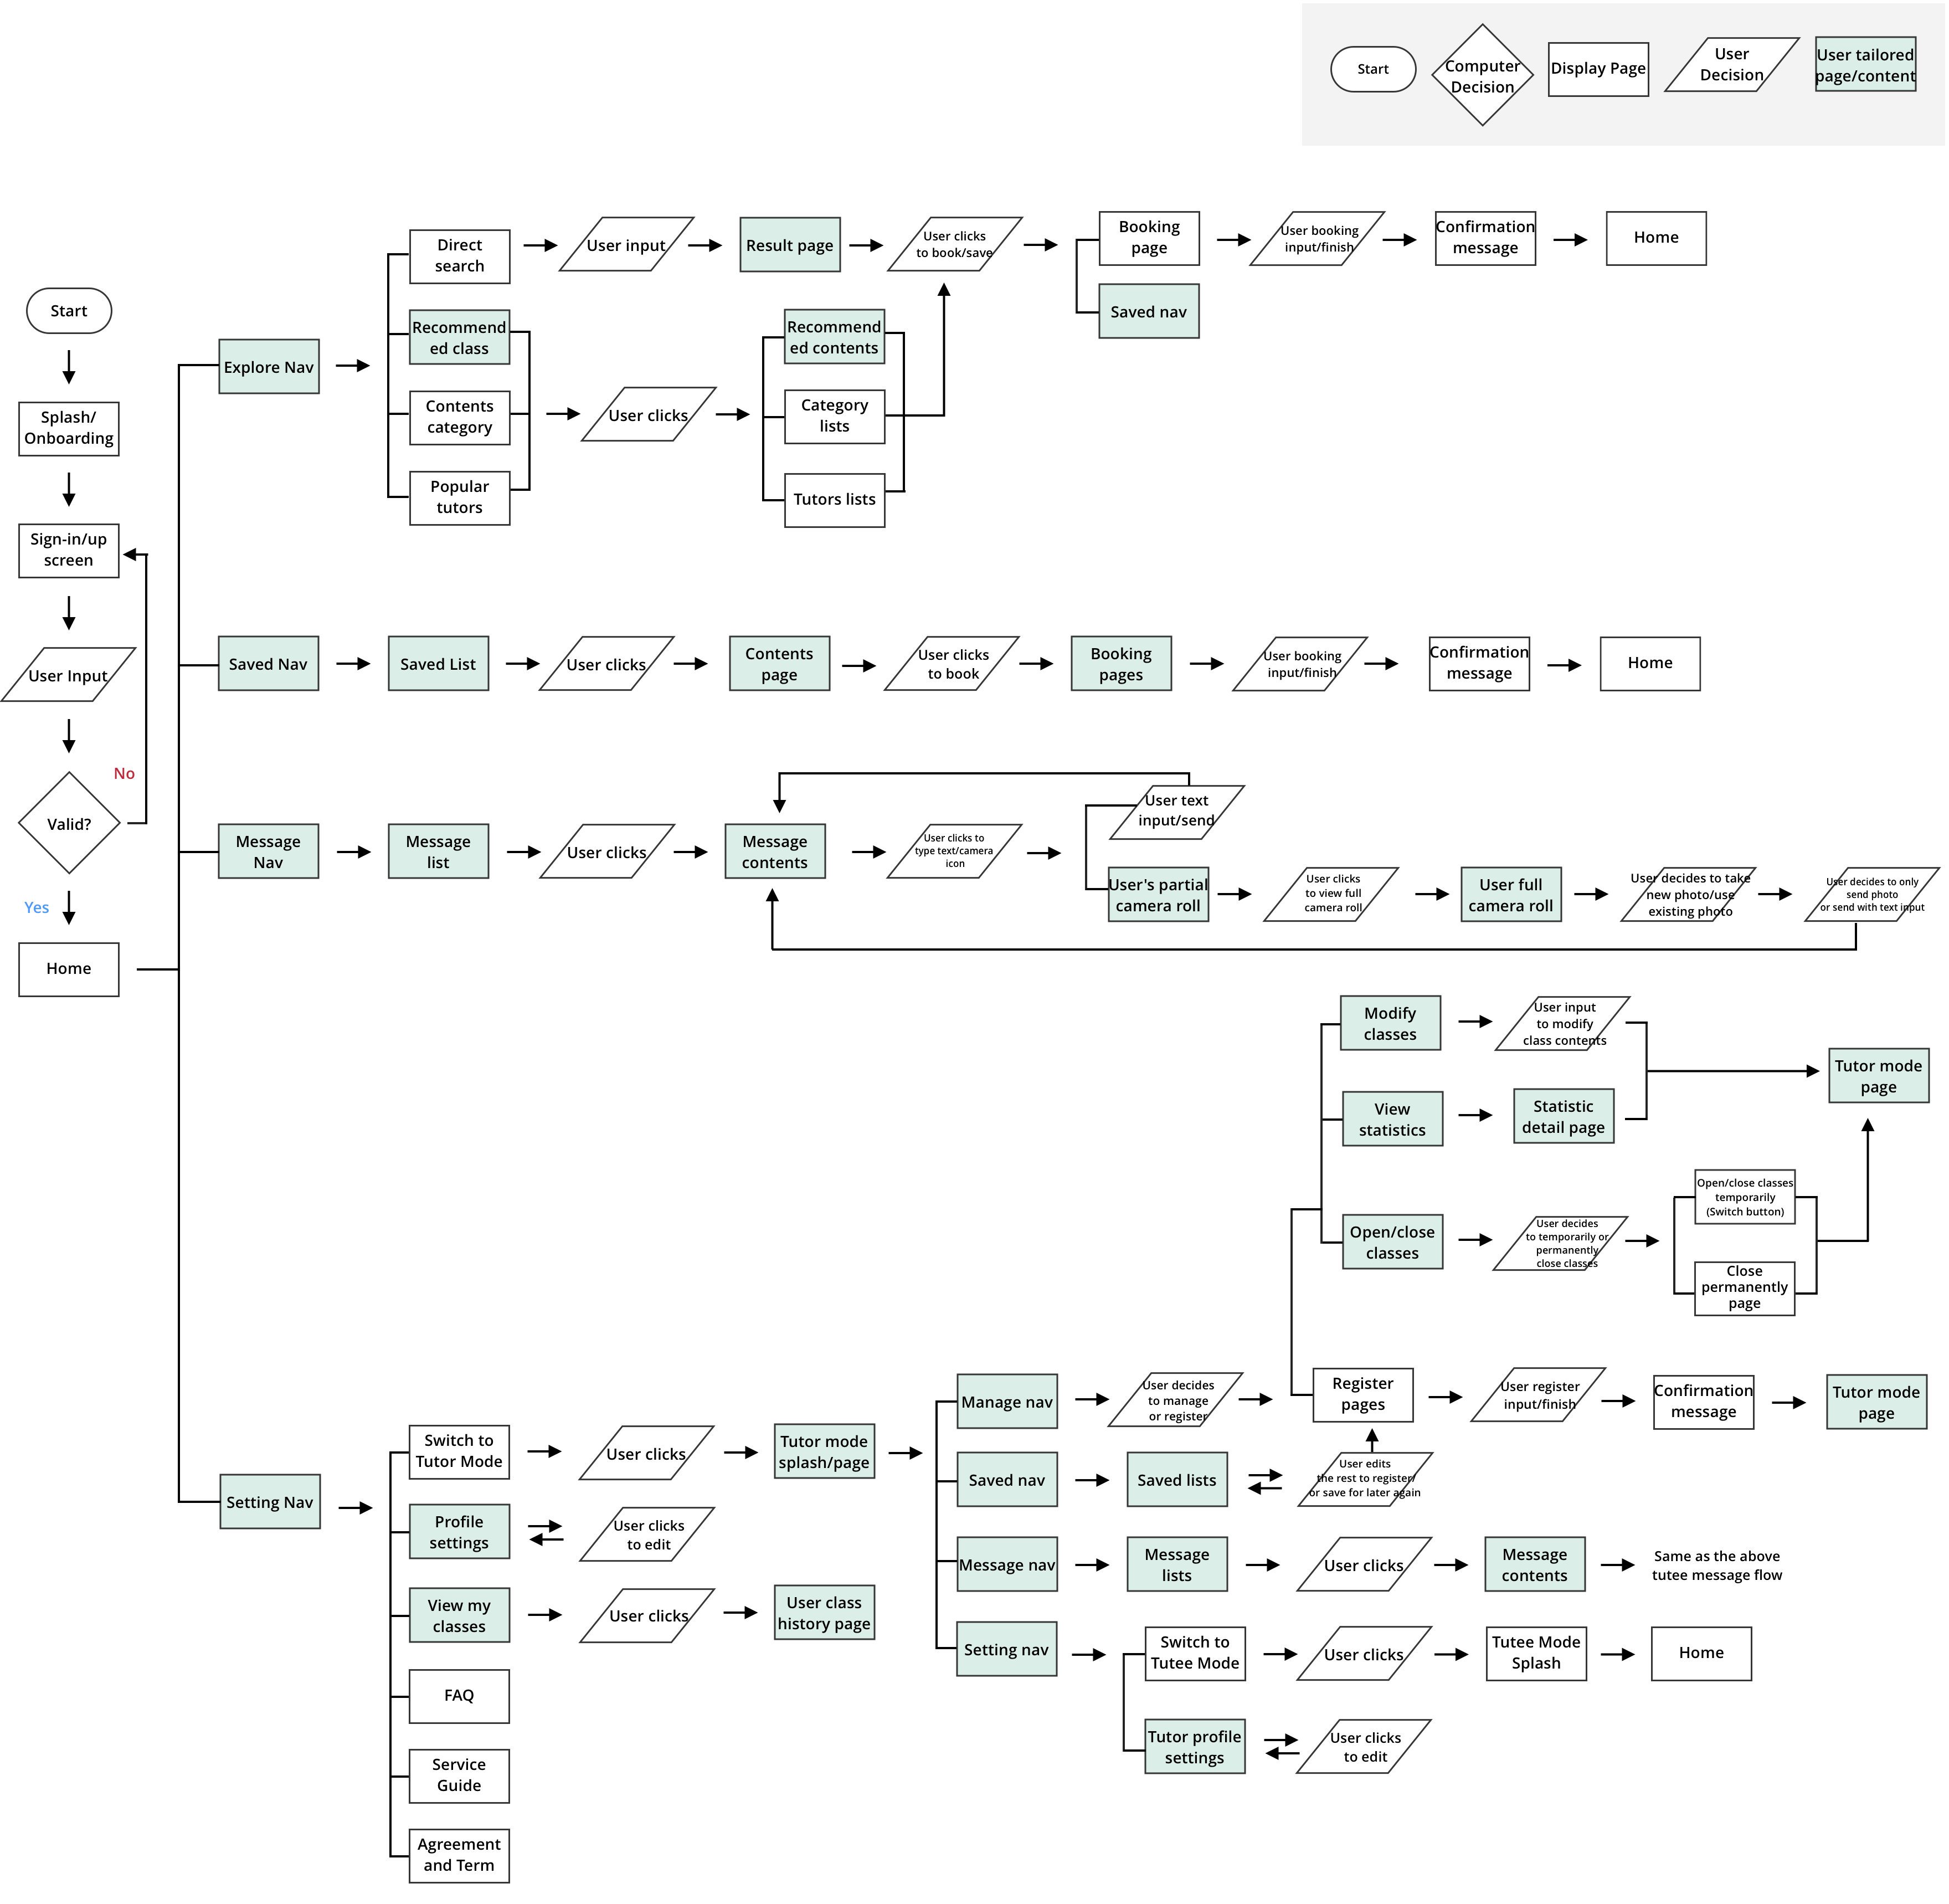 Start
Computer
Decision
Display Page
User
Decision
User tailored
page/content
Start
Splash/
Onboarding
Sign-in/up
screen
User Input
No
Valid?
Yes
Home
Explore Nav
Direct
search
User input
Result page
User clicks
to book/save
Booking
page
User booking
input/finish
Confirmation
message
Home
Saved nav
Recommend
ed class
Contents
category
Popular
tutors
User clicks
Recommend
ed contents
Category
lists
Tutors lists
Saved Nav
Saved List
User clicks
Contents
page
User clicks
to book
Booking
pages
User booking
input/finish
Confirmation
message
Home
Message
Nav
Message
list
User clicks
Message
contents
User clicks to
type text/camera
icon
User text
input/send
User's partial
camera roll
User clicks
to view full
camera roll
User full
camera roll
User decides to take
new photo/use
existing photo
User decides to only
send photo
or send with text input
Modify
classes
User input
to modify
class contents
Tutor mode
page
View
statistics
Statistic
detail page
Open/close
classes
User decides
to temporarily or
permanently
close classes
Open/close classes
temporarily
(Switch button)
Close
permanently
page
Setting Nav
Switch to
Tutor Mode
User clicks
Tutor mode
splash/page
Manage nav
User decides
to manage
or register
Register
pages
User register
input/finish
Confirmation
message
Tutor mode
page
Saved nav
Saved lists
User edits
the rest to register/
or save for later again
Profile
settings
User clicks
to edit
Message nav
Message
lists
User clicks
Message
contents
Same as the above
tutee message flow
View my
classes
User clicks
User class
history page
Setting nav
Switch to
Tutee Mode
User clicks
Tutee Mode
Splash
Home
FAQ
Tutor profile
settings
User clicks
to edit
Service
Guide
Agreement
and Term